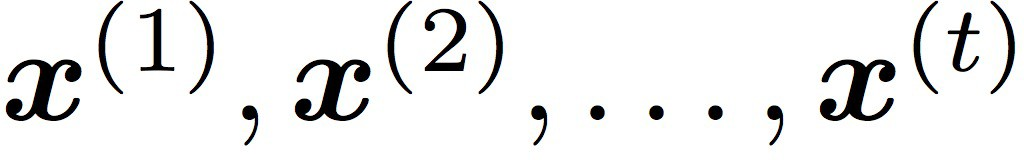 x^(1), x^(2), . . . , x^(t)